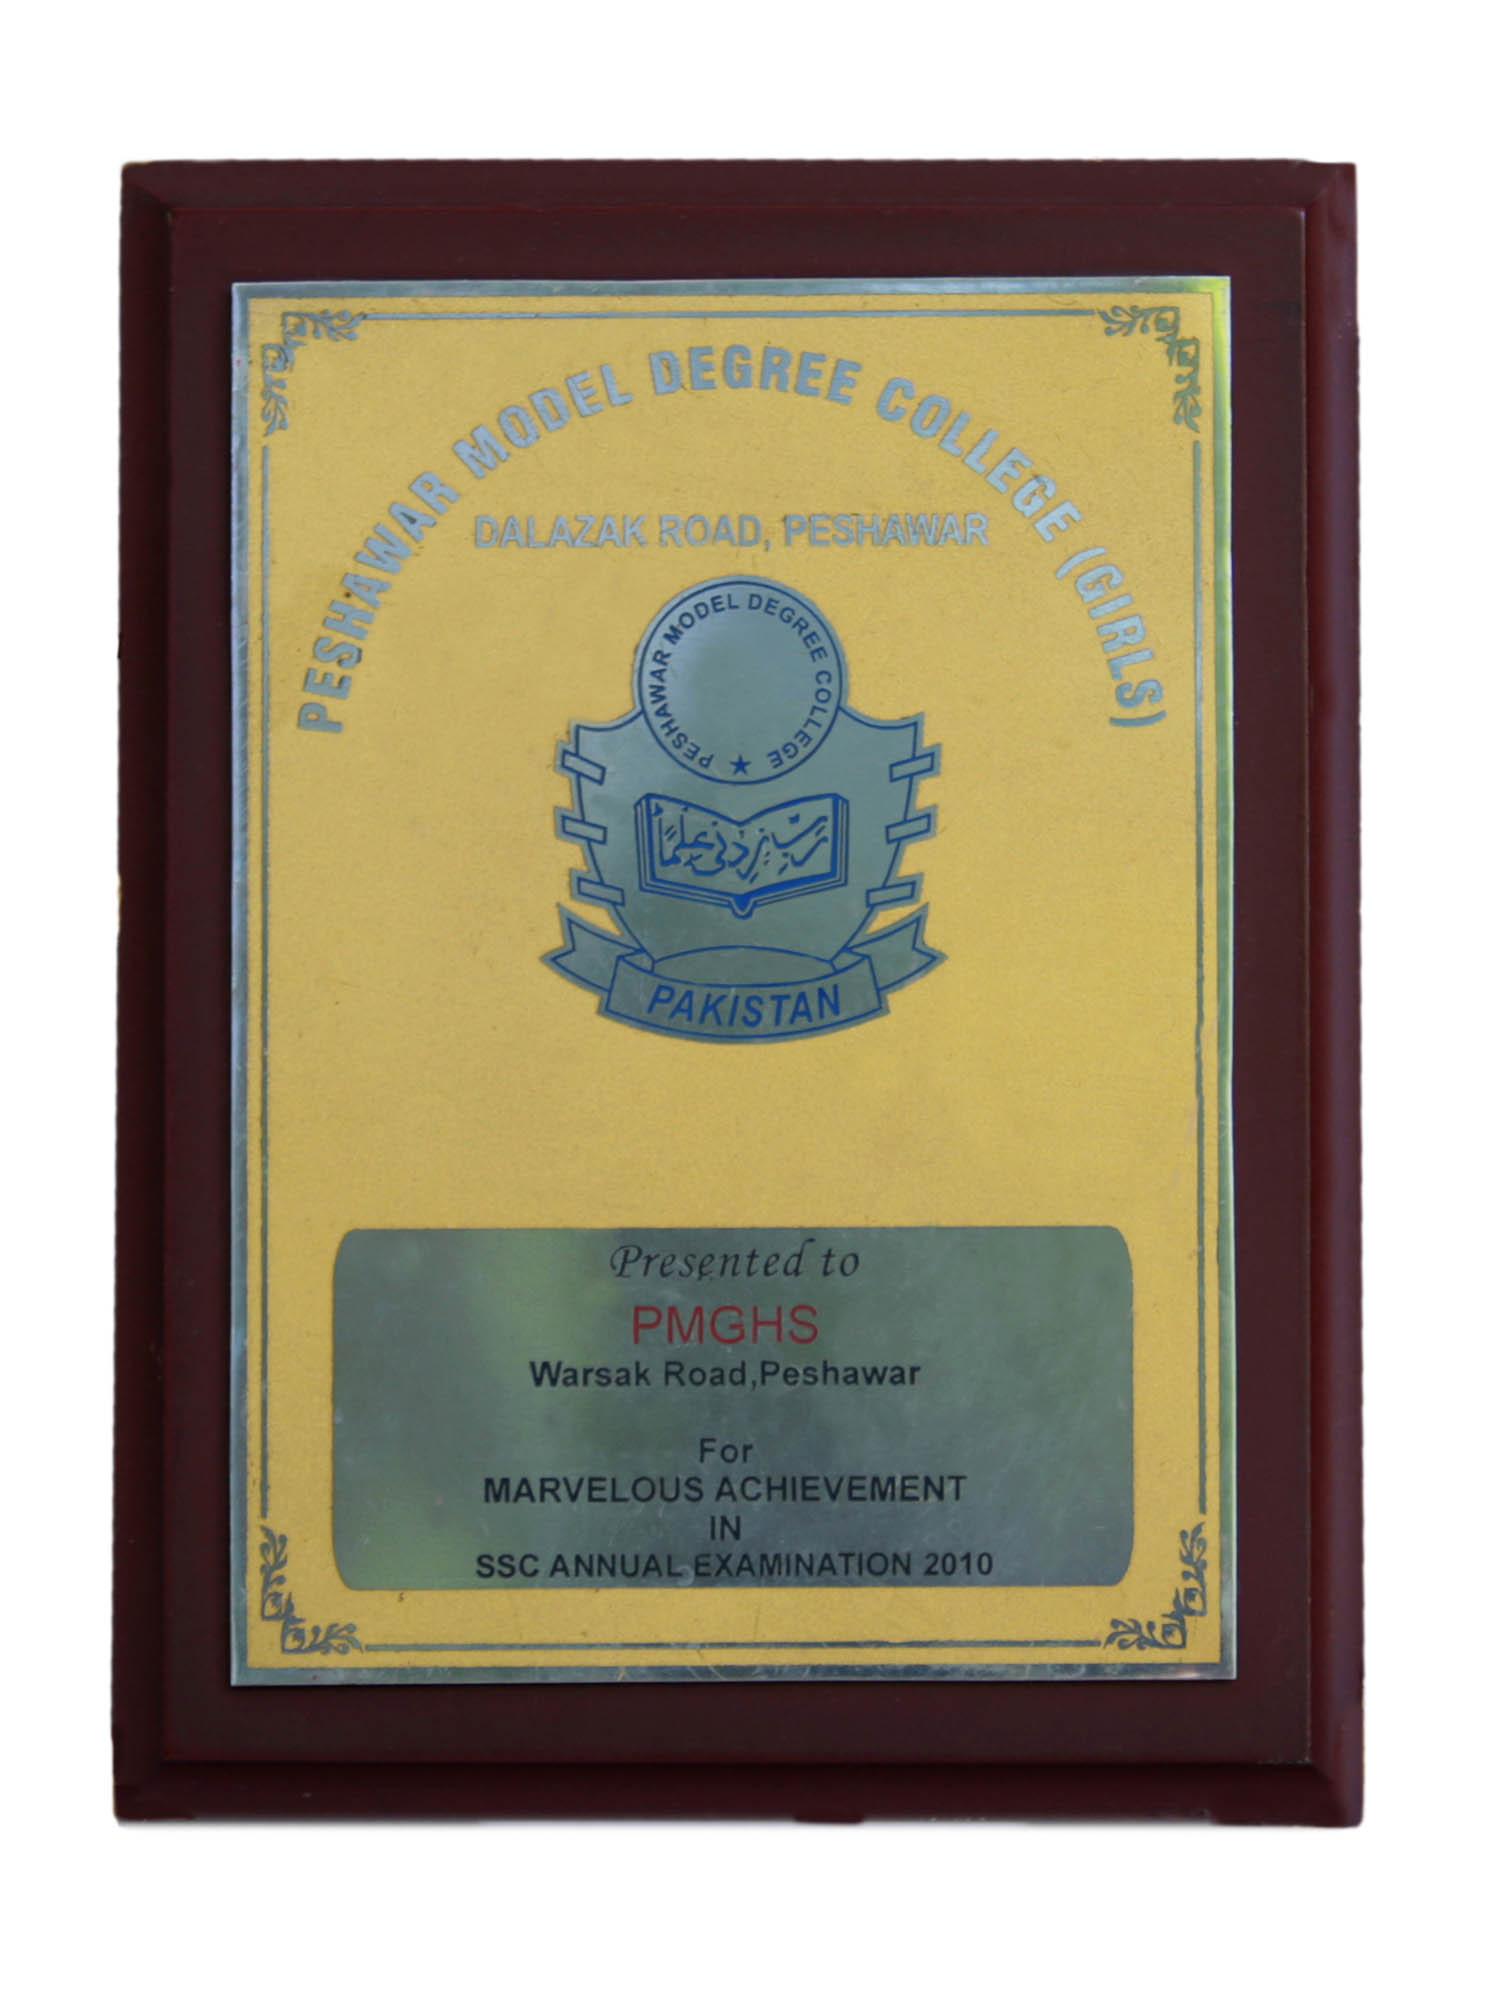 PESHAWAR MODEL DEGREE COLLEGE (GIRLS)
DALAZAK ROAD, PESHAWAR
PESHAWAR MODEL DEGREE COLLEGE
رَبِّ زِدْنِی عِلْمًا
PAKISTAN
Presented to
PMGHS
Warsak Road,Peshawar
For
MARVELOUS ACHIEVEMENT
IN
SSC ANNUAL EXAMINATION 2010